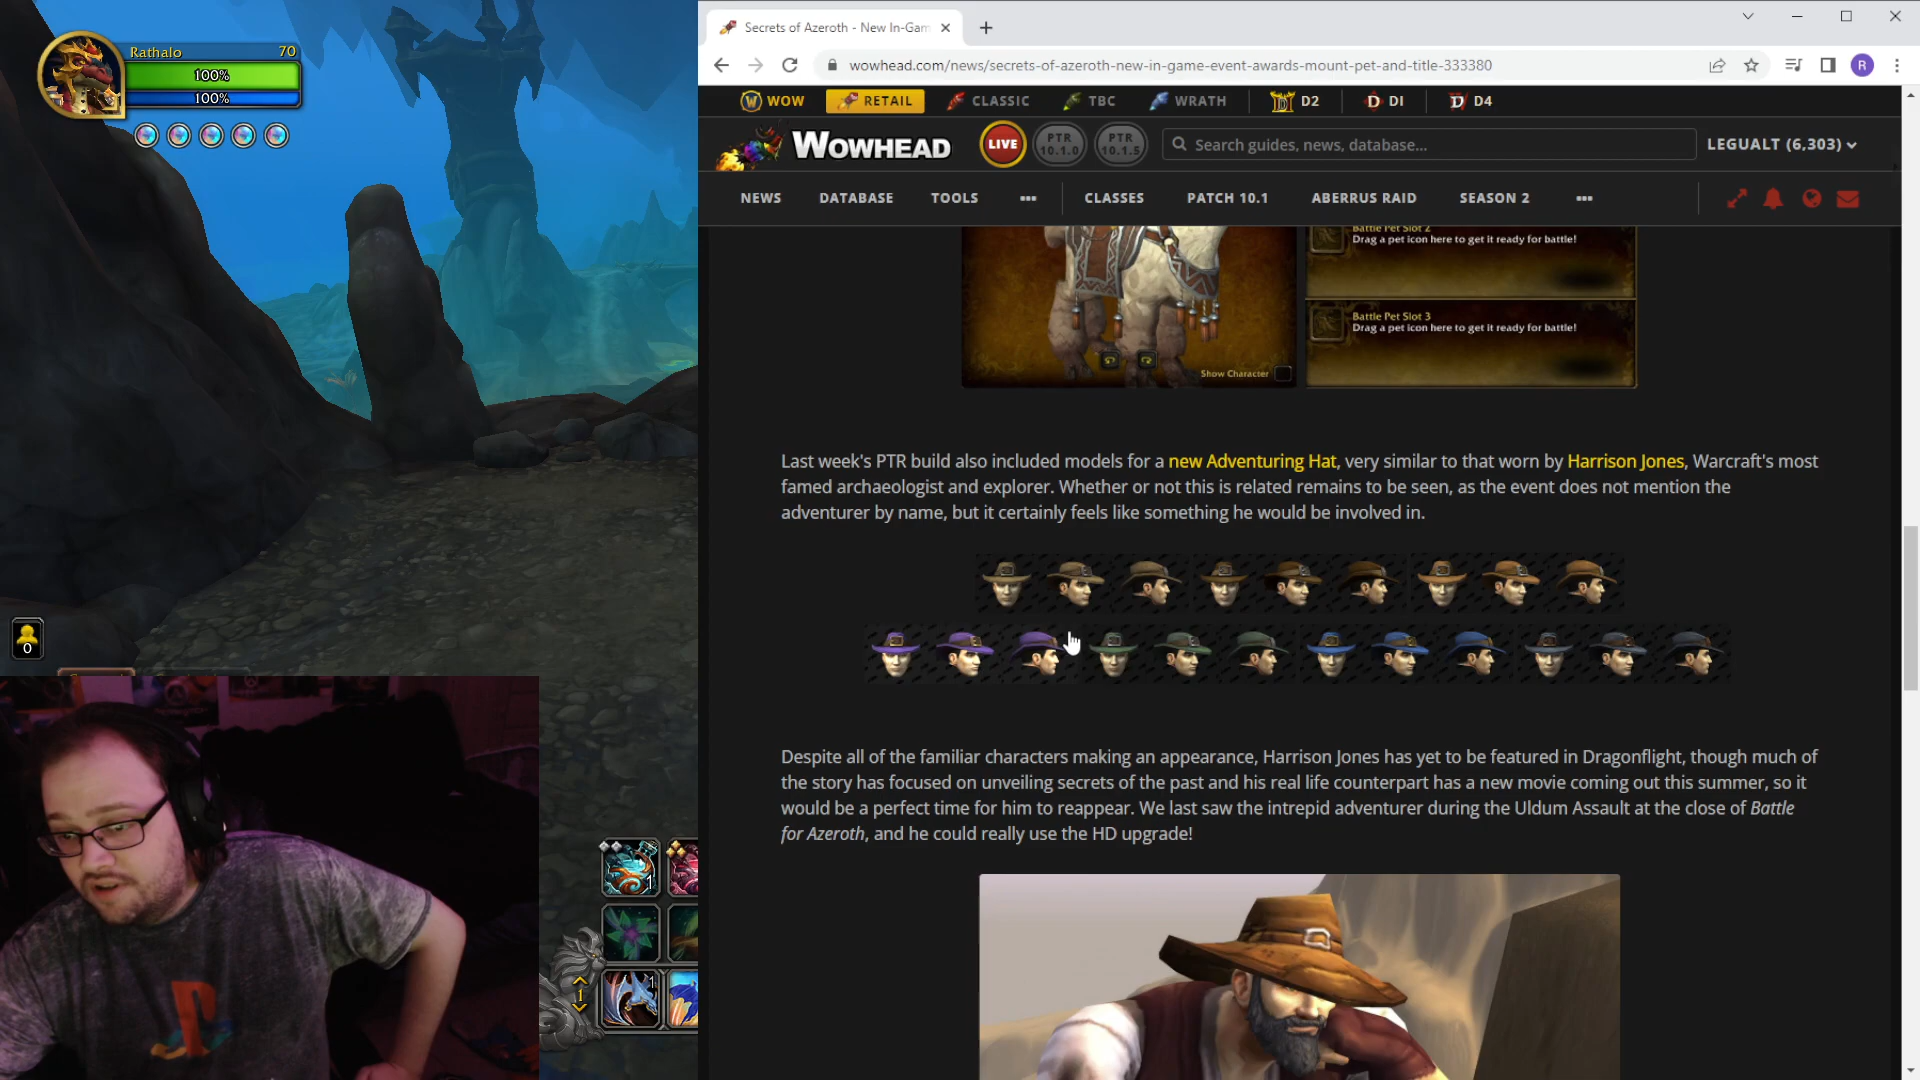 Rathalo 70
100%
100%
0
1
1
1
Secrets of Azeroth - New In-Gam
wowhead.com/news/secrets-of-azeroth-new-in-game-event-awards-mount-pet-and-title-333380
R
WOW RETAIL CLASSIC TBC WRATH D2 DI D4
WOWHEAD LIVE PTR 10.1.0 PTR 10.1.5 Search guides, news, database... LEGUALT (6,303)
NEWS DATABASE TOOLS ••• CLASSES PATCH 10.1 ABERRUS RAID SEASON 2 •••
Battle Pet Slot 2
Drag a pet icon here to get it ready for battle!
Battle Pet Slot 3
Drag a pet icon here to get it ready for battle!
Show Character
Last week's PTR build also included models for a new Adventuring Hat, very similar to that worn by Harrison Jones, Warcraft's most
famed archaeologist and explorer. Whether or not this is related remains to be seen, as the event does not mention the
adventurer by name, but it certainly feels like something he would be involved in.
Despite all of the familiar characters making an appearance, Harrison Jones has yet to be featured in Dragonflight, though much of
the story has focused on unveiling secrets of the past and his real life counterpart has a new movie coming out this summer, so it
would be a perfect time for him to reappear. We last saw the intrepid adventurer during the Uldum Assault at the close of Battle
for Azeroth, and he could really use the HD upgrade!